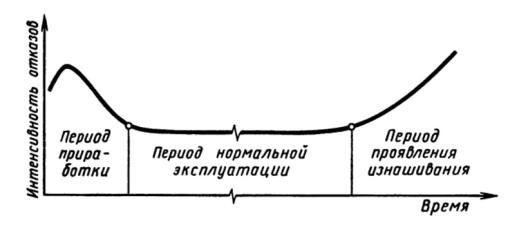 Интенсивность отказов
Период
прира-
ботки
Период нормальной
эксплуатации
Период
проявления
изнашивания
Время